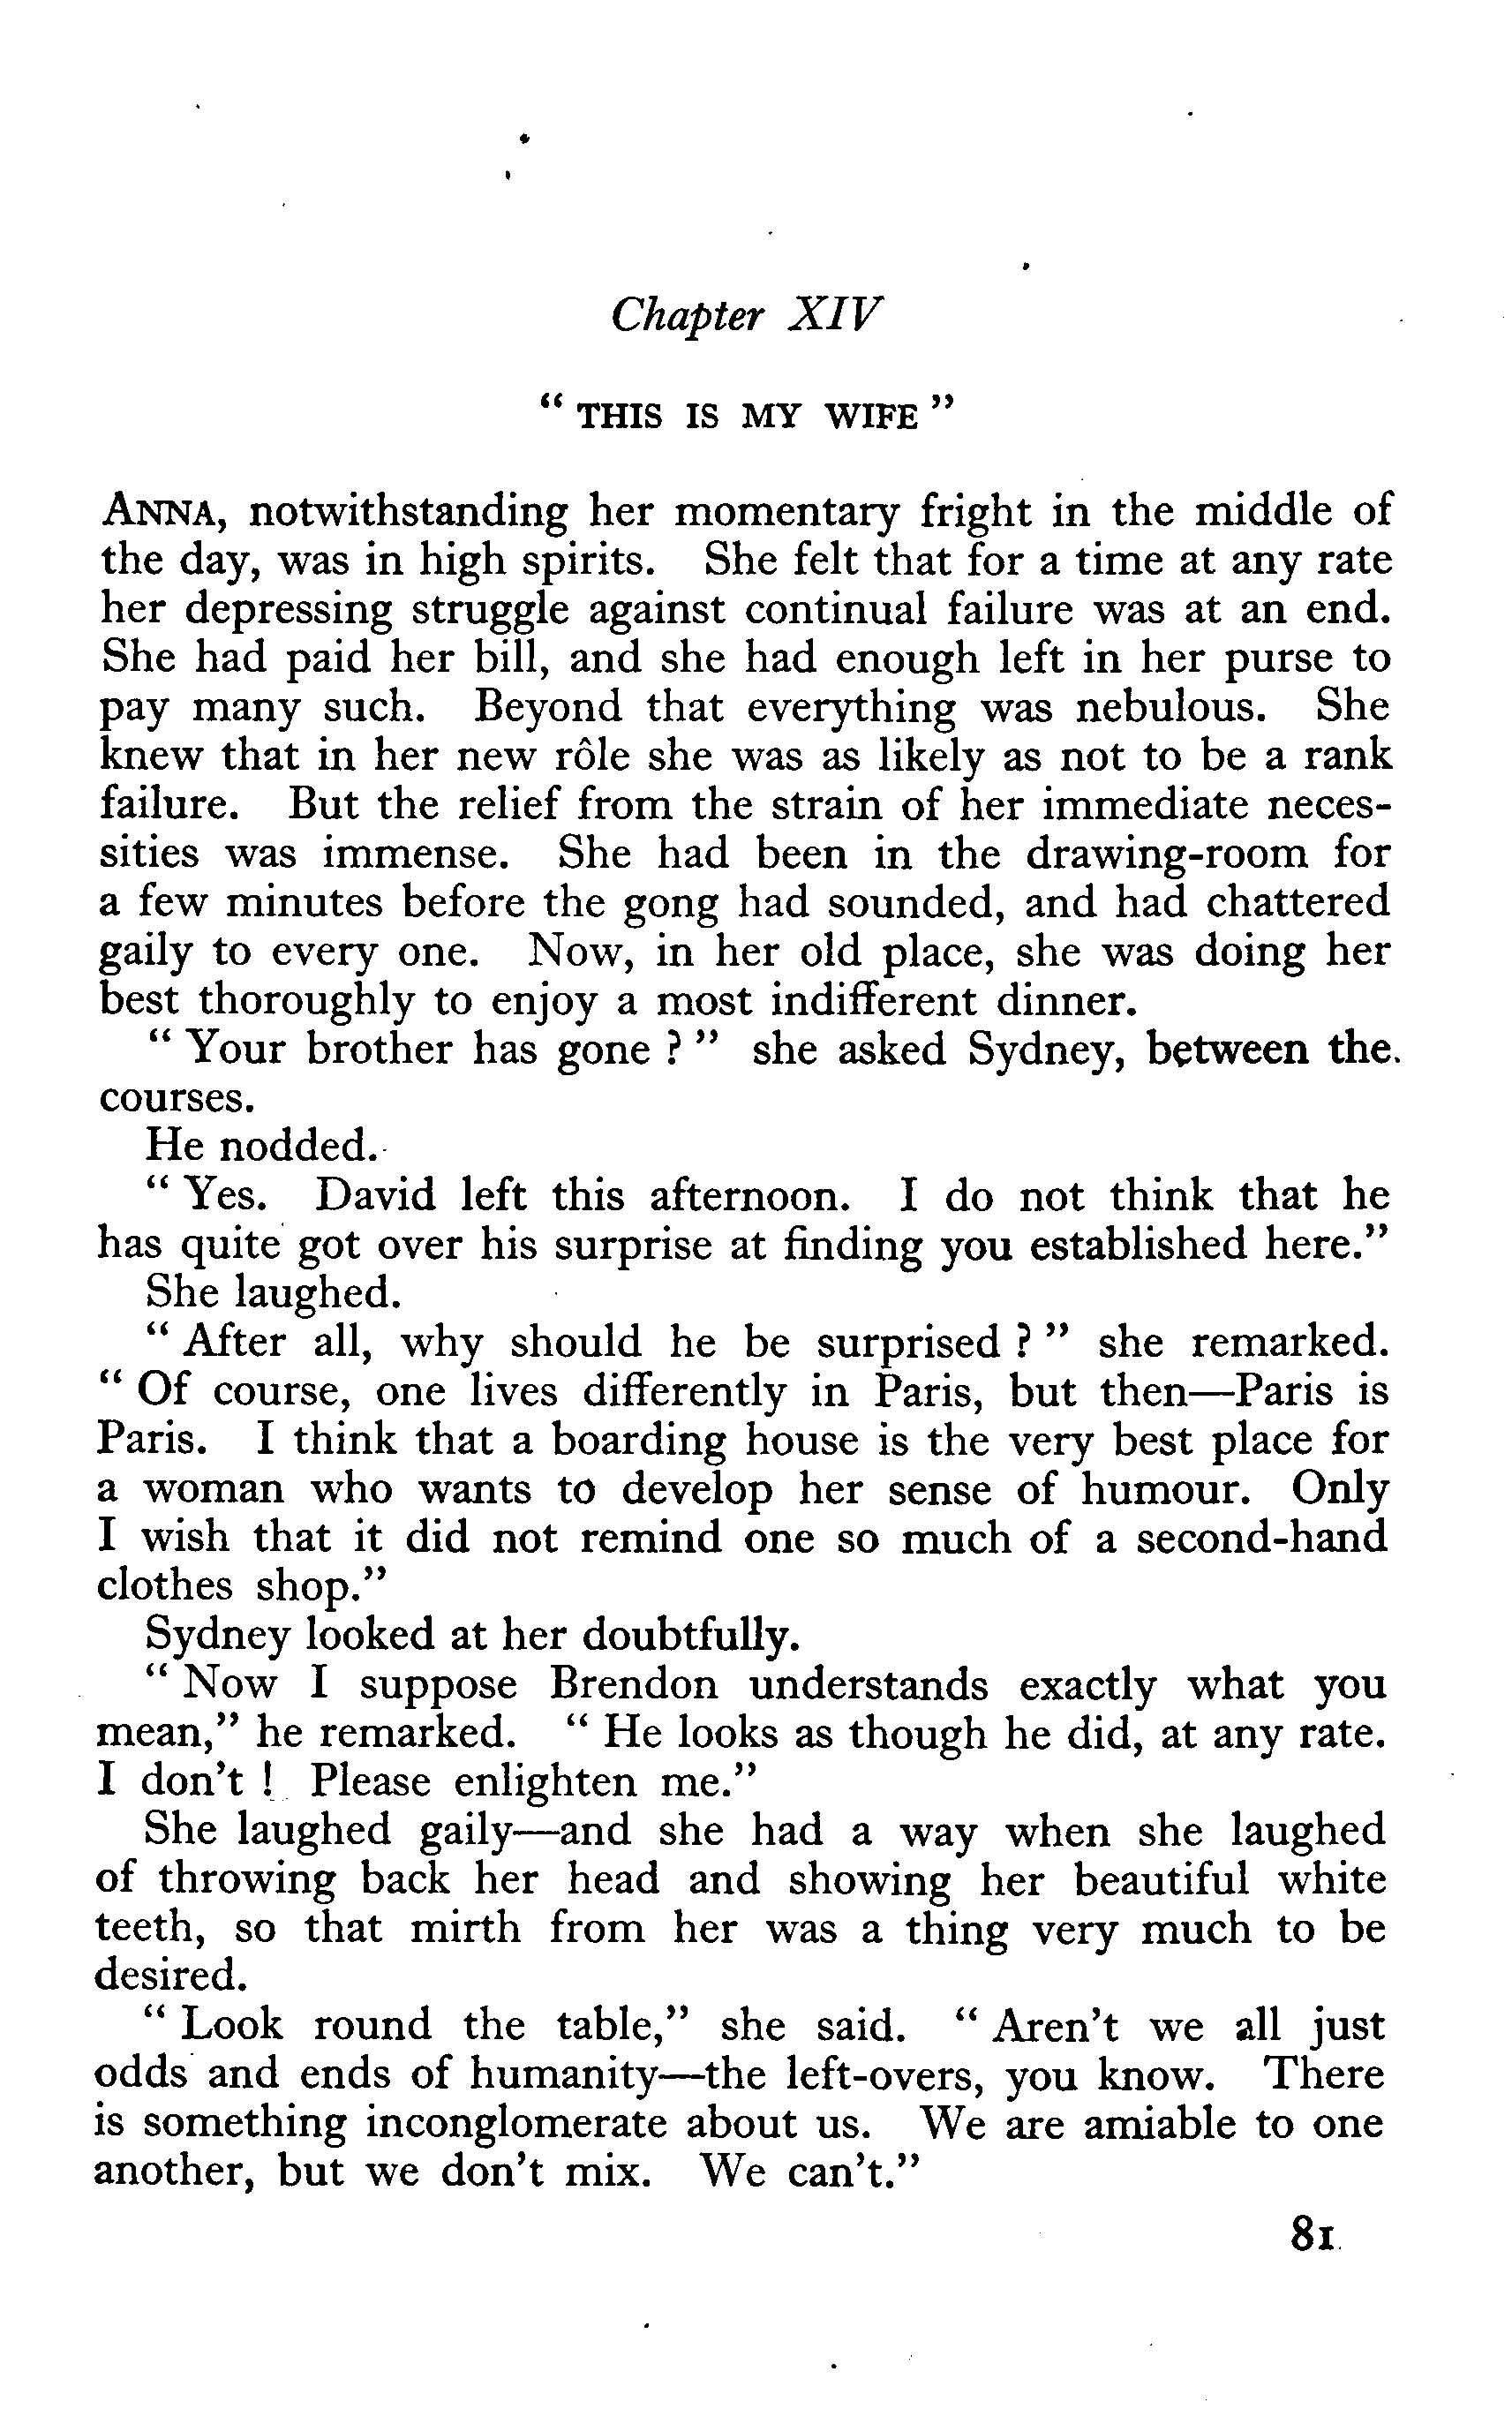 Chapter XIV
“ THIS IS MY WIFE ”
ANNA, notwithstanding her momentary fright in the middle of
the day, was in high spirits. She felt that for a time at any rate
her depressing struggle against continual failure was at an end.
She had paid her bill, and she had enough left in her purse to
pay many such. Beyond that everything was nebulous. She
knew that in her new rôle she was as likely as not to be a rank
failure. But the relief from the strain of her immediate neces-
sities was immense. She had been in the drawing-room for
a few minutes before the gong had sounded, and had chattered
gaily to every one. Now, in her old place, she was doing her
best thoroughly to enjoy a most indifferent dinner.
“ Your brother has gone ? ” she asked Sydney, between the
courses.
He nodded.
“ Yes. David left this afternoon. I do not think that he
has quite got over his surprise at finding you established here.”
She laughed.
“ After all, why should he be surprised ? ” she remarked.
“ Of course, one lives differently in Paris, but then—Paris is
Paris. I think that a boarding house is the very best place for
a woman who wants to develop her sense of humour. Only
I wish that it did not remind one so much of a second-hand
clothes shop.”
Sydney looked at her doubtfully.
“ Now I suppose Brendon understands exactly what you
mean,” he remarked. “ He looks as though he did, at any rate.
I don’t ! Please enlighten me.”
She laughed gaily—and she had a way when she laughed
of throwing back her head and showing her beautiful white
teeth, so that mirth from her was a thing very much to be
desired.
“ Look round the table,” she said. “ Aren’t we all just
odds and ends of humanity—the left-overs, you know. There
is something inconglomerate about us. We are amiable to one
another, but we don’t mix. We can’t.”
81